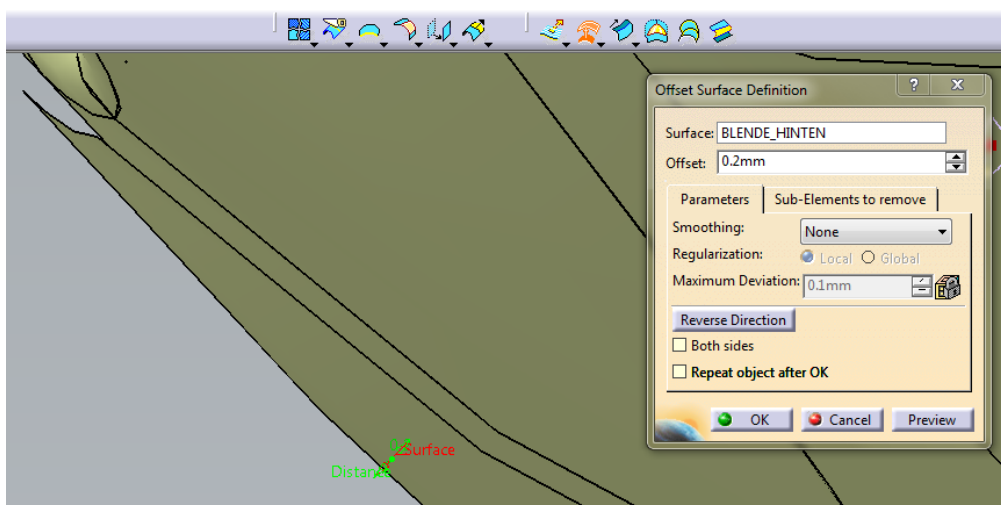 Offset Surface Definition
? X
Surface: BLENDE_HINTEN
Offset: 0.2mm
Parameters Sub-Elements to remove
Smoothing: None
Regularization: Local Global
Maximum Deviation: 0.1mm
Reverse Direction
Both sides
Repeat object after OK
OK Cancel Preview
Surface
Distance